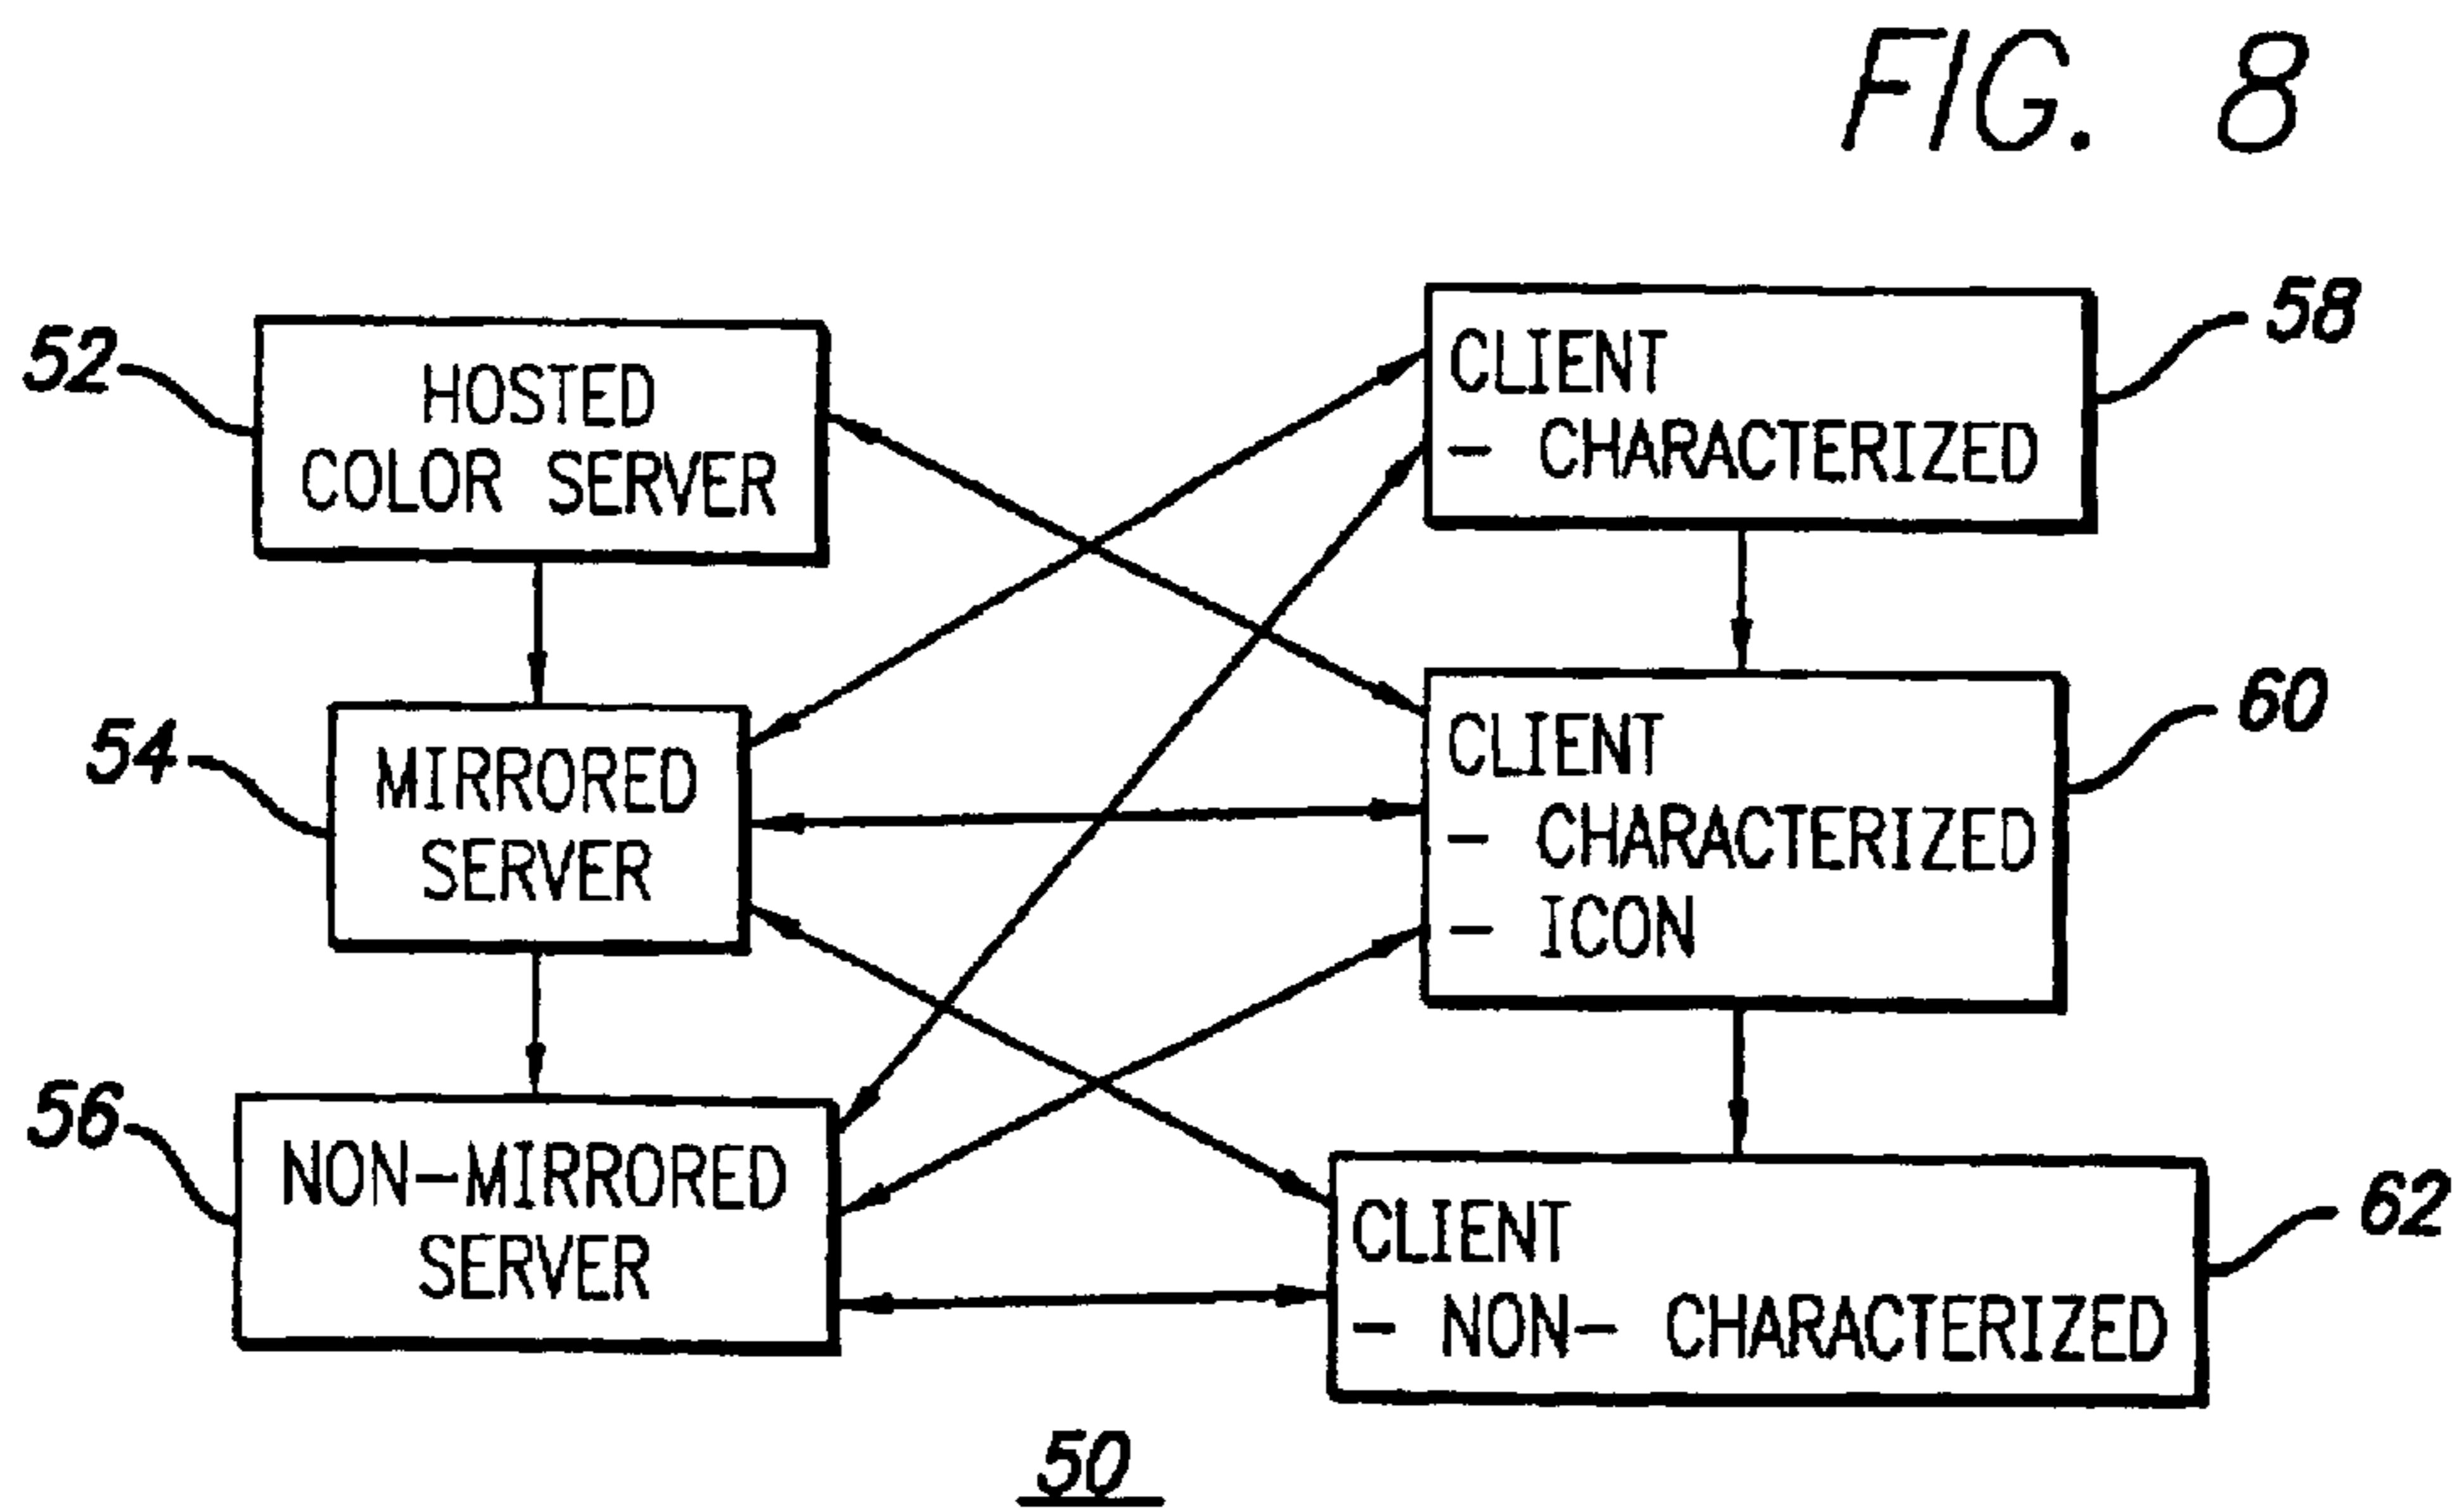 FIG. 8
52
HOSTED
COLOR SERVER
58
CLIENT
- CHARACTERIZED
54
MIRRORED
SERVER
60
CLIENT
- CHARACTERIZED
- ICON
56
NON-MIRRORED
SERVER
62
CLIENT
- NON- CHARACTERIZED
50